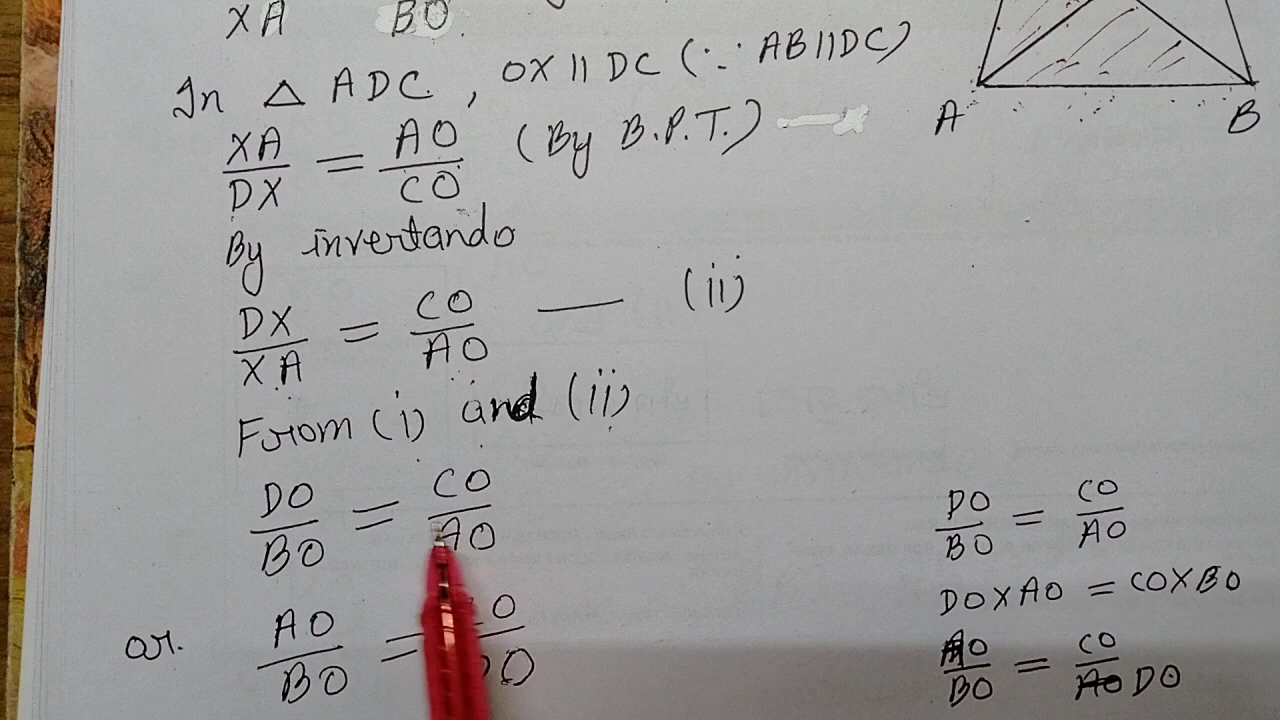 XA BO.
In △ ADC, OX || DC (∵ AB || DC)
XA/DX = AO/CO (By B.P.T.) —
By invertando
DX/XA = CO/AO — (ii)
From (i) and (ii)
DO/BO = CO/AO
or. AO/BO =
A B
DO/BO = CO/AO
DO X AO = CO X BO
AO/BO = CO/DO